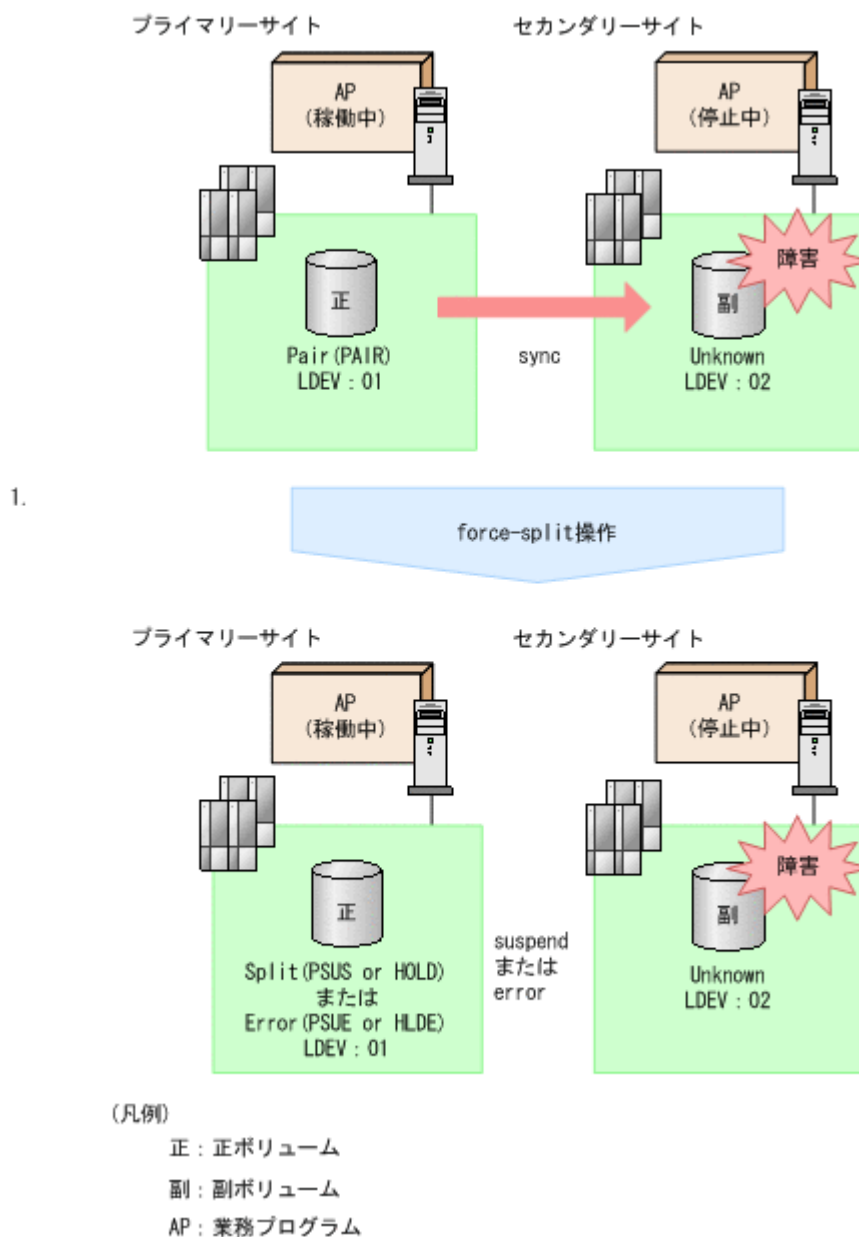 プライマリーサイト
セカンダリーサイト
AP
(稼働中)
AP
(停止中)
正
Pair(PAIR)
LDEV：01
sync
副
障害
Unknown
LDEV：02
1.
force-split操作
プライマリーサイト
セカンダリーサイト
AP
(稼働中)
AP
(停止中)
正
Split(PSUS or HOLD)
または
Error(PSUE or HLDE)
LDEV：01
suspend
または
error
副
障害
Unknown
LDEV：02
(凡例)
正：正ボリューム
副：副ボリューム
AP：業務プログラム